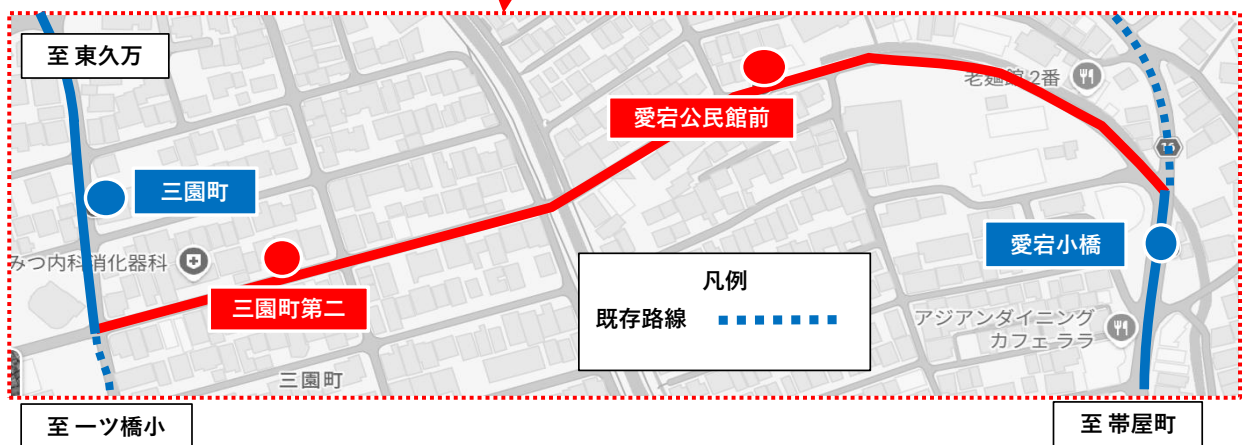 至 東久万
老麺館 2番
愛宕公民館前
三園町
愛宕小橋
みつ内科消化器科
三園町第二
凡例
既存路線
アジアンダイニング
カフェ ララ
三園町
至 一ツ橋小
至 帯屋町